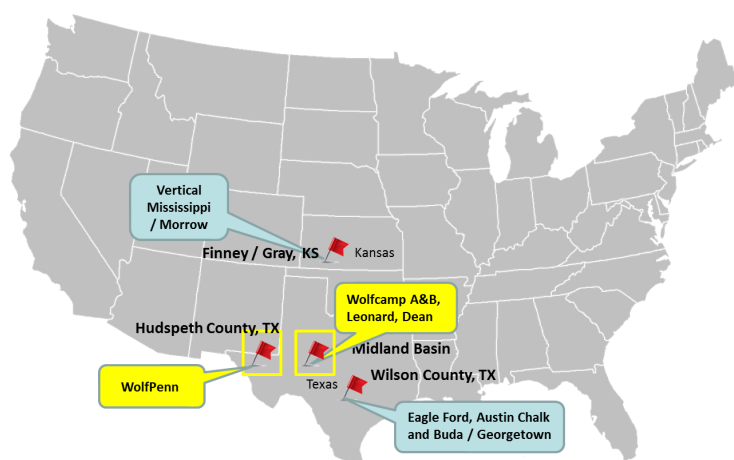 Vertical
Mississippi
/ Morrow
Finney / Gray, KS
Kansas
Wolfcamp A&B,
Leonard, Dean
Hudspeth County, TX
Midland Basin
WolfPenn
Texas
Wilson County, TX
Eagle Ford, Austin Chalk
and Buda / Georgetown